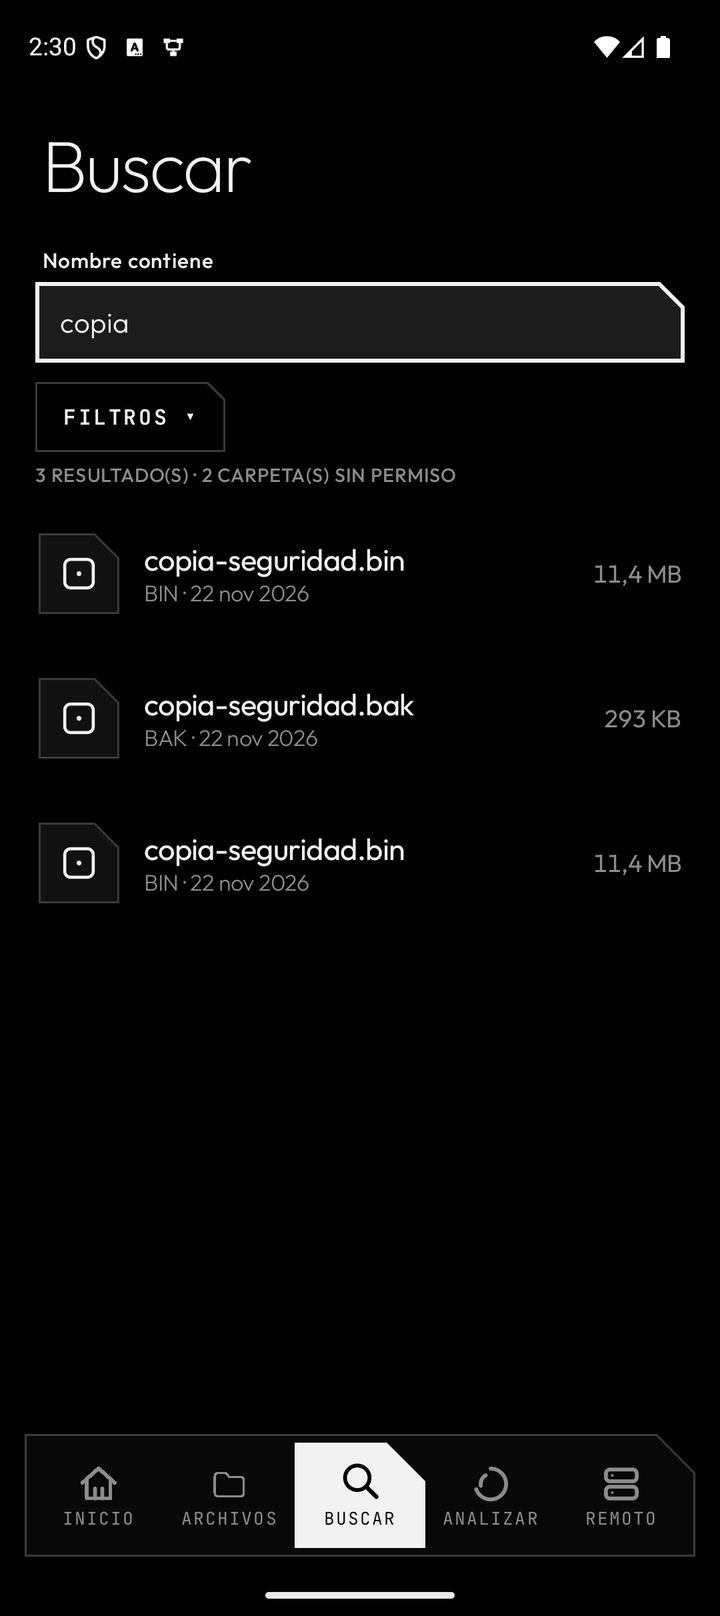 2:30
Buscar
Nombre contiene
copia
FILTROS ▾
3 RESULTADO(S) · 2 CARPETA(S) SIN PERMISO
copia-seguridad.bin
BIN · 22 nov 2026
11,4 MB
copia-seguridad.bak
BAK · 22 nov 2026
293 KB
copia-seguridad.bin
BIN · 22 nov 2026
11,4 MB
INICIO
ARCHIVOS
BUSCAR
ANALIZAR
REMOTO